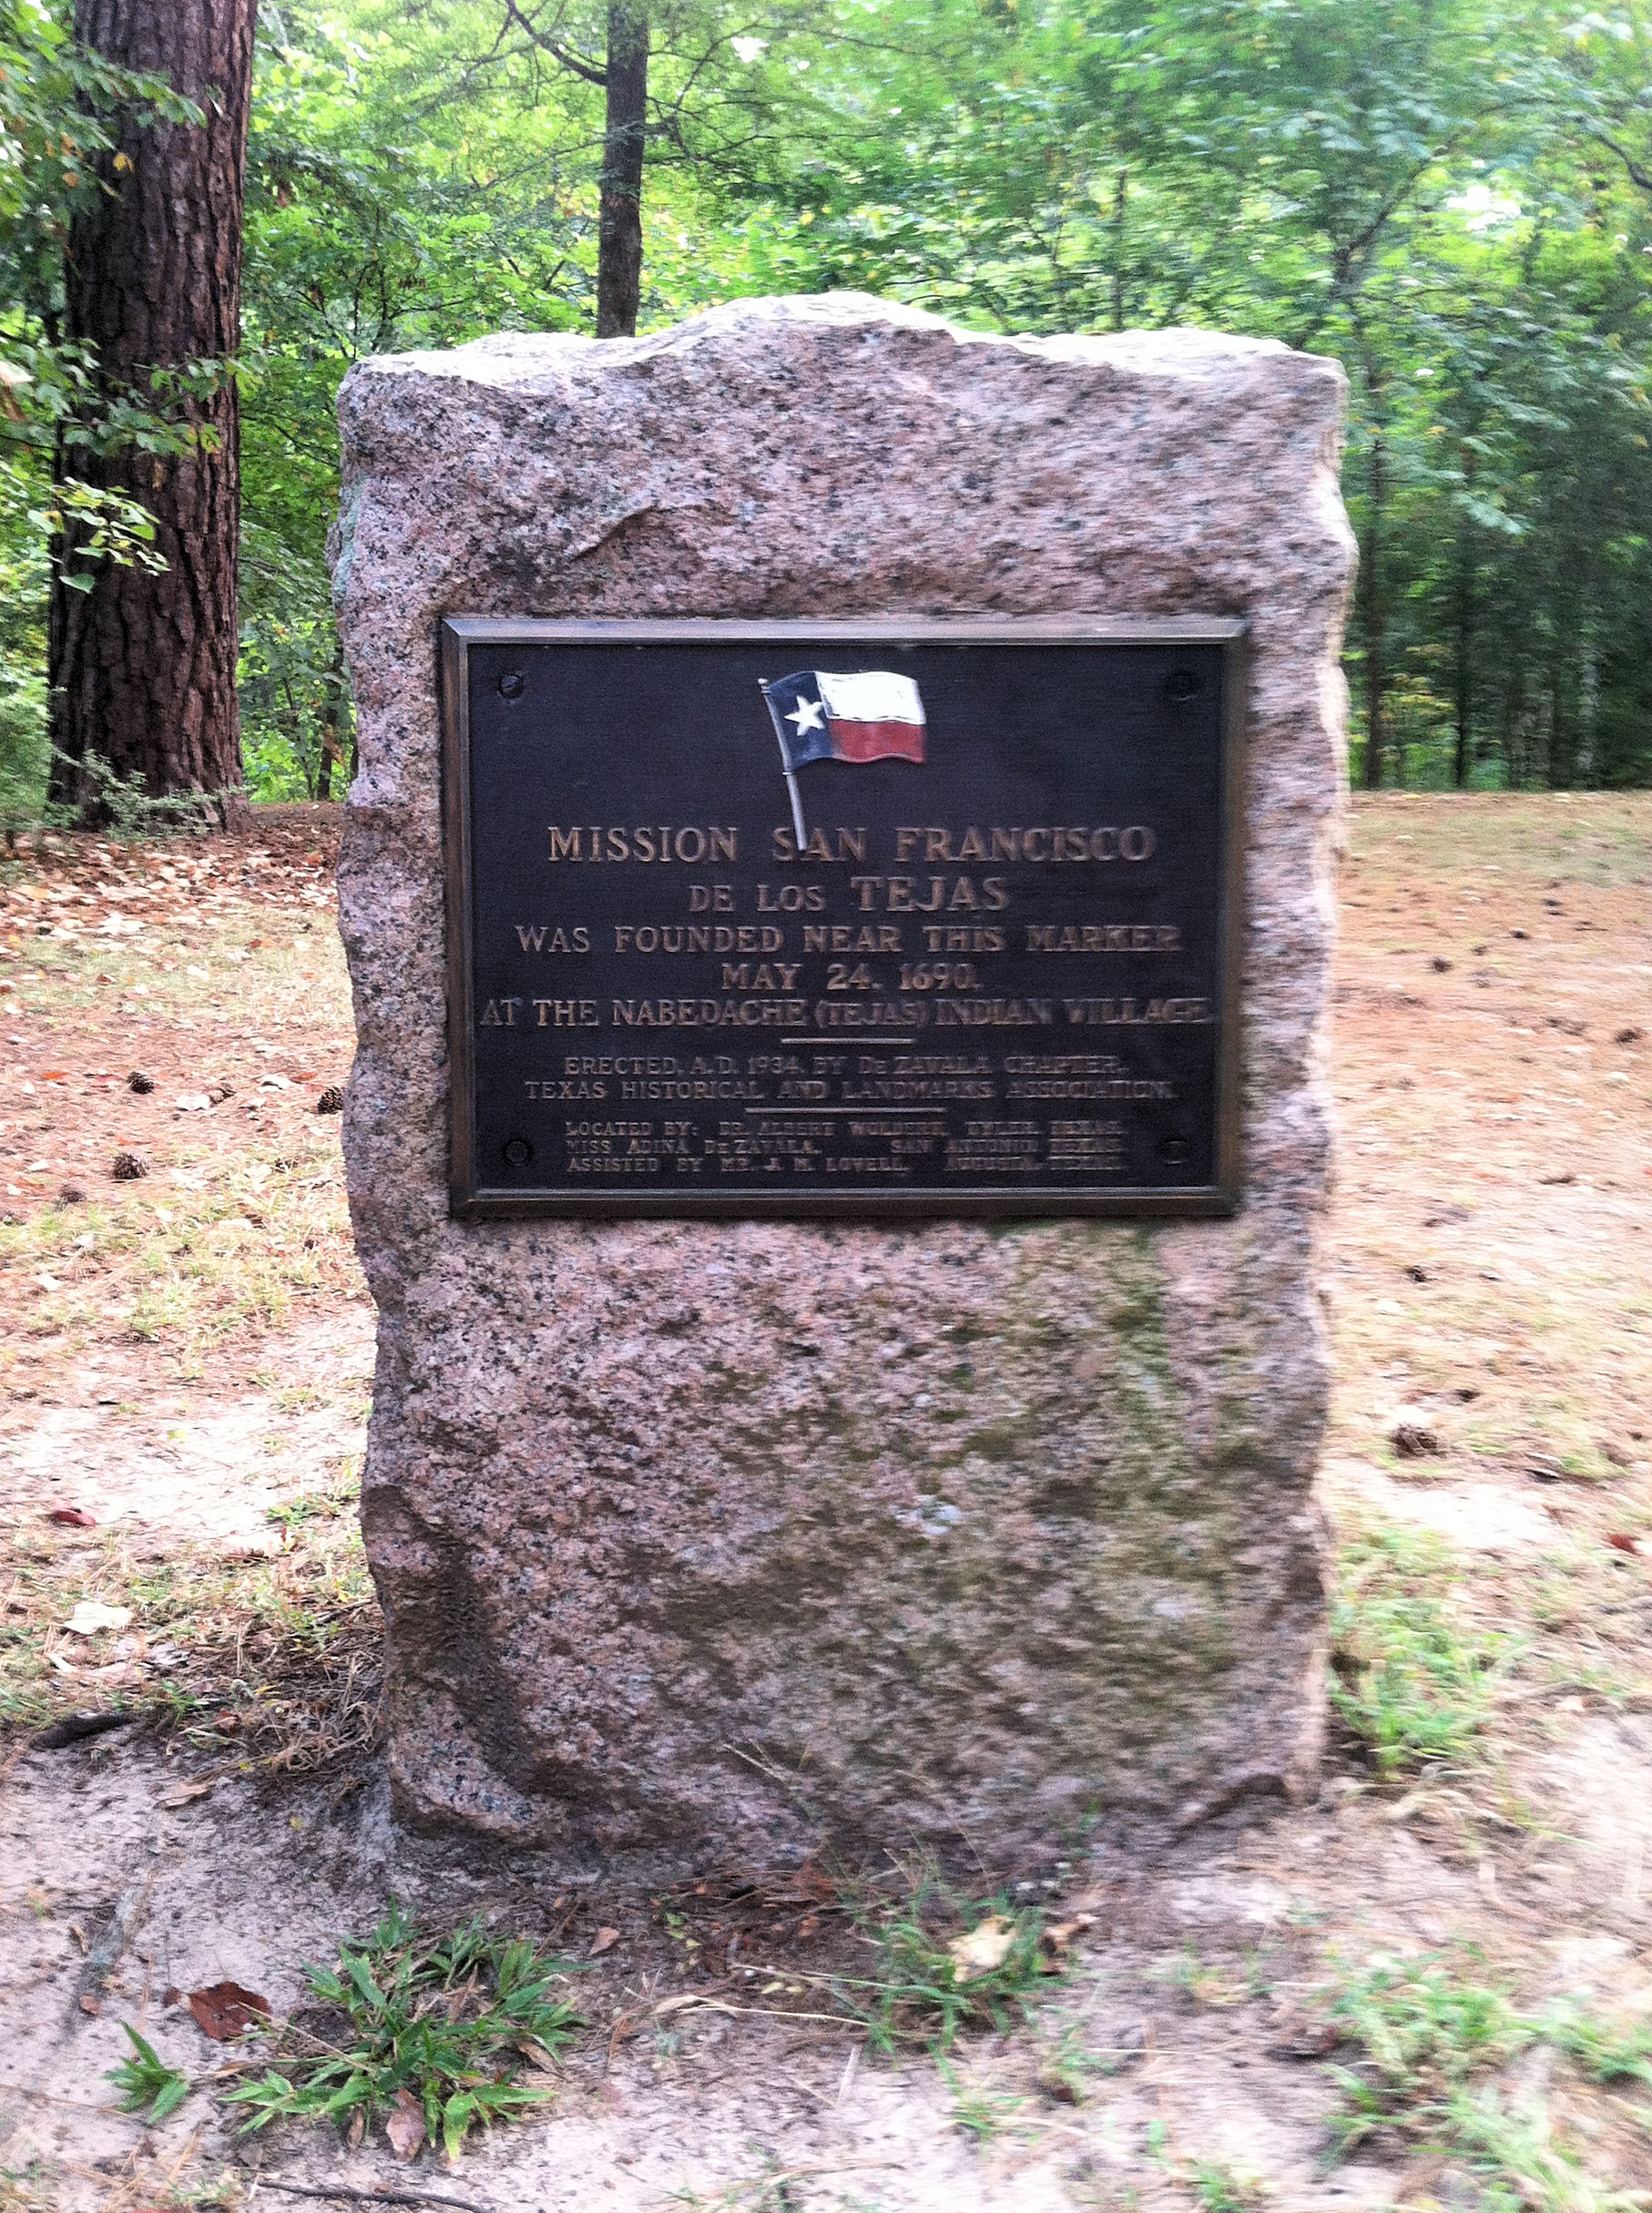 MISSION SAN FRANCISCO
DE LOS TEJAS
WAS FOUNDED NEAR THIS MARKER
MAY 24, 1690,
AT THE NABEDACHE (TEJAS) INDIAN VILLAGE
ERECTED, A.D. 1934, BY DE ZAVALA CHAPTER,
TEXAS HISTORICAL AND LANDMARKS ASSOCIATION.
LOCATED BY: DR. ALBERT WOLDERT, TYLER, TEXAS.
MISS ADINA DE ZAVALA, SAN ANTONIO TEXAS.
ASSISTED BY MR. J. M. LOVELL, AUGUSTA, TEXAS.